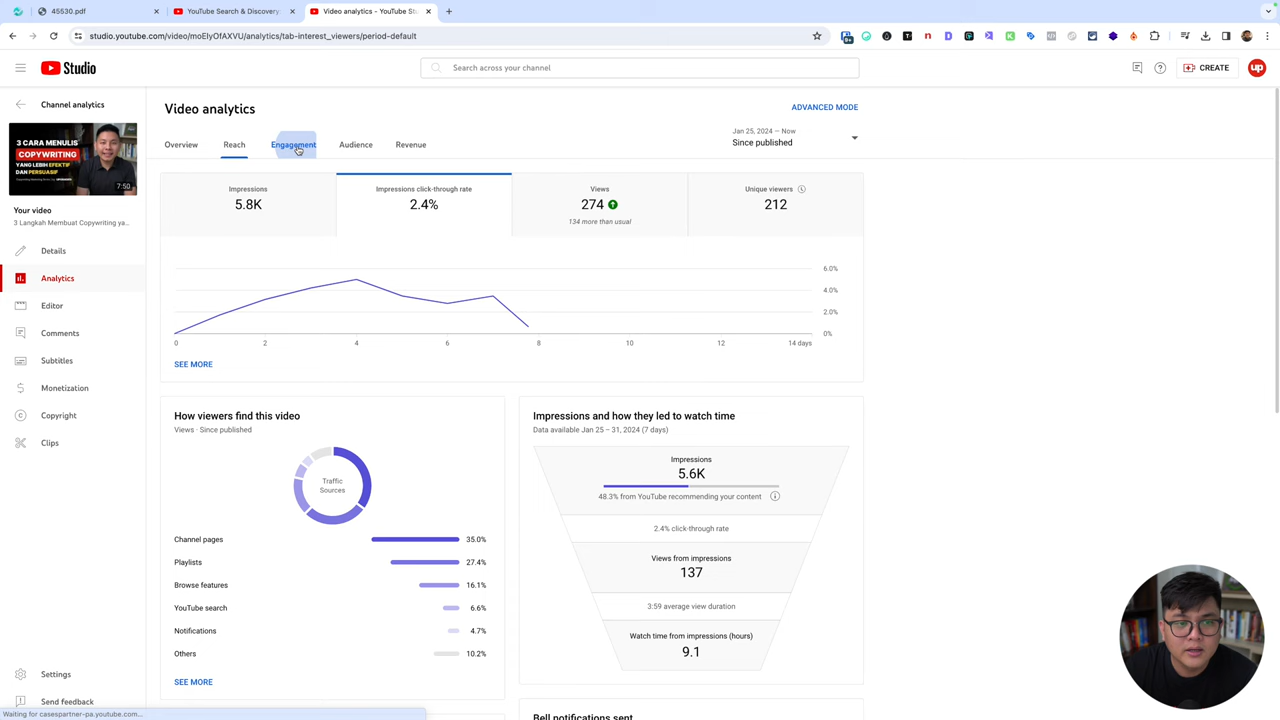 45530.pdf
YouTube Search & Discovery
Video analytics - YouTube St
studio.youtube.com/video/moElyOfAXVU/analytics/tab-interest_viewers/period-default
Studio
Search across your channel
CREATE
up
Channel analytics
3 CARA MENULIS
COPYWRITING
YANG LEBIH EFEKTIF
DAN PERSUASIF
7:50
Your video
3 Langkah Membuat Copywriting ya...
Details
Analytics
Editor
Comments
Subtitles
Monetization
Copyright
Clips
Settings
Send feedback
Video analytics
ADVANCED MODE
Overview
Reach
Engagement
Audience
Revenue
Jan 25, 2024 — Now
Since published
Impressions
5.8K
Impressions click-through rate
2.4%
Views
274
134 more than usual
Unique viewers
212
6.0%
4.0%
2.0%
0%
0 2 4 6 8 10 12 14 days
SEE MORE
How viewers find this video
Views · Since published
Traffic
Sources
Channel pages 35.0%
Playlists 27.4%
Browse features 16.1%
YouTube search 6.6%
Notifications 4.7%
Others 10.2%
SEE MORE
Impressions and how they led to watch time
Data available Jan 25 – 31, 2024 (7 days)
Impressions
5.6K
48.3% from YouTube recommending your content
2.4% click-through rate
Views from impressions
137
3:59 average view duration
Watch time from impressions (hours)
9.1
Bell notifications sent
Waiting for casespartner-pa.youtube.com...